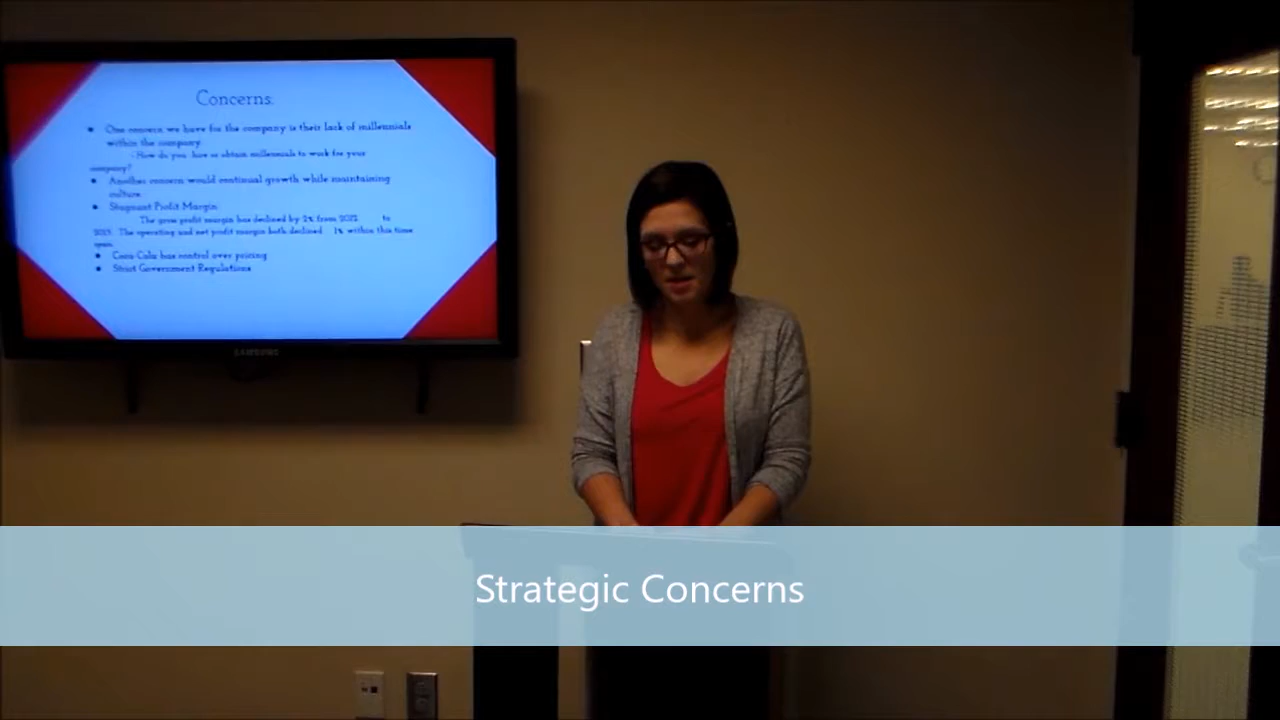 Concerns:
• One concern we have for the company is their lack of millennials
within the company.
-How do you hire or obtain millennials to work for your
company?
• Another concern would continual growth while maintaining
culture.
• Stagnant Profit Margin
The gross profit margin has declined by 2% from 2012 to
2015. The operating and net profit margin both declined 1% within this time
span.
• Coca-Cola has control over pricing
• Strict Government Regulations
SAMSUNG
Strategic Concerns